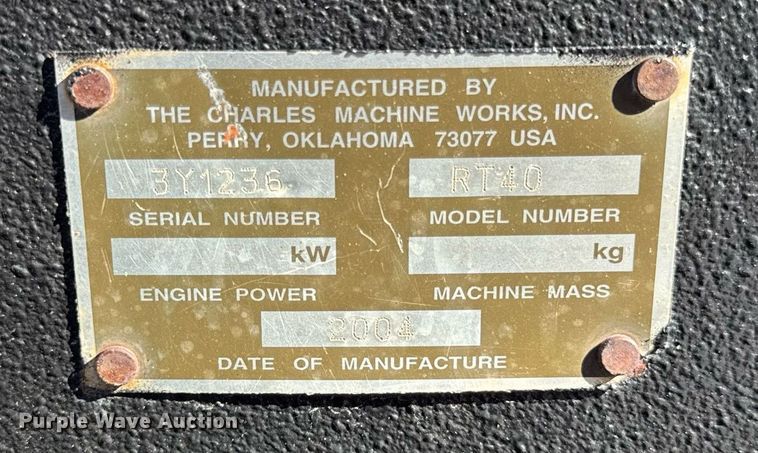 MANUFACTURED BY
THE CHARLES MACHINE WORKS, INC.
PERRY, OKLAHOMA 73077 USA
3Y1236 RT40
SERIAL NUMBER MODEL NUMBER
kW kg
ENGINE POWER MACHINE MASS
2004
DATE OF MANUFACTURE
Purple Wave Auction